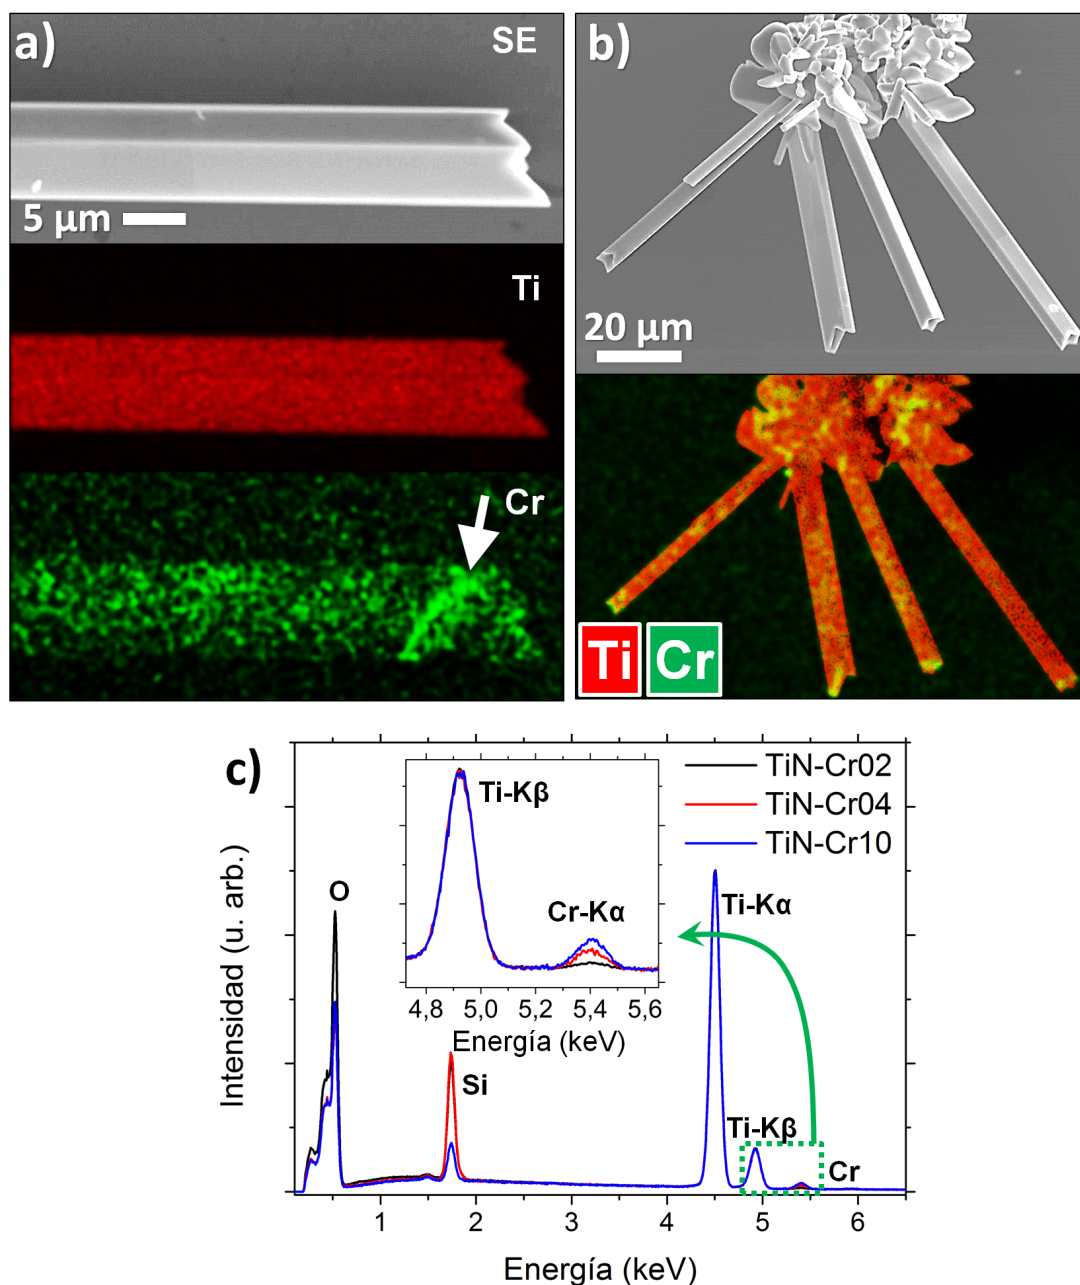 a)
SE
5 µm
Ti
Cr
b)
20 µm
Ti Cr
c)
TiN-Cr02
TiN-Cr04
TiN-Cr10
Ti-Kβ
Cr-Kα
4,8 5,0 5,2 5,4 5,6
Energía (keV)
O
Si
Ti-Kα
Ti-Kβ
Cr
Intensidad (u. arb.)
1 2 3 4 5 6
Energía (keV)